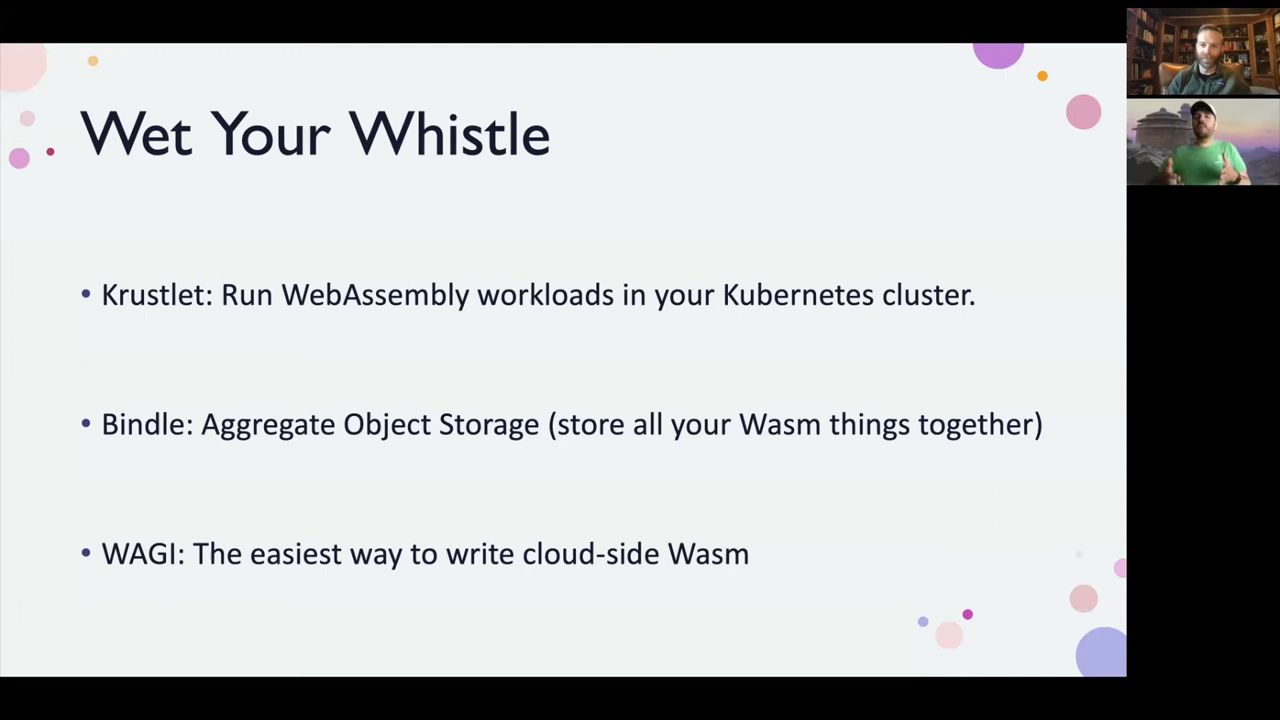 Wet Your Whistle
• Krustlet: Run WebAssembly workloads in your Kubernetes cluster.
• Bindle: Aggregate Object Storage (store all your Wasm things together)
• WAGI: The easiest way to write cloud-side Wasm